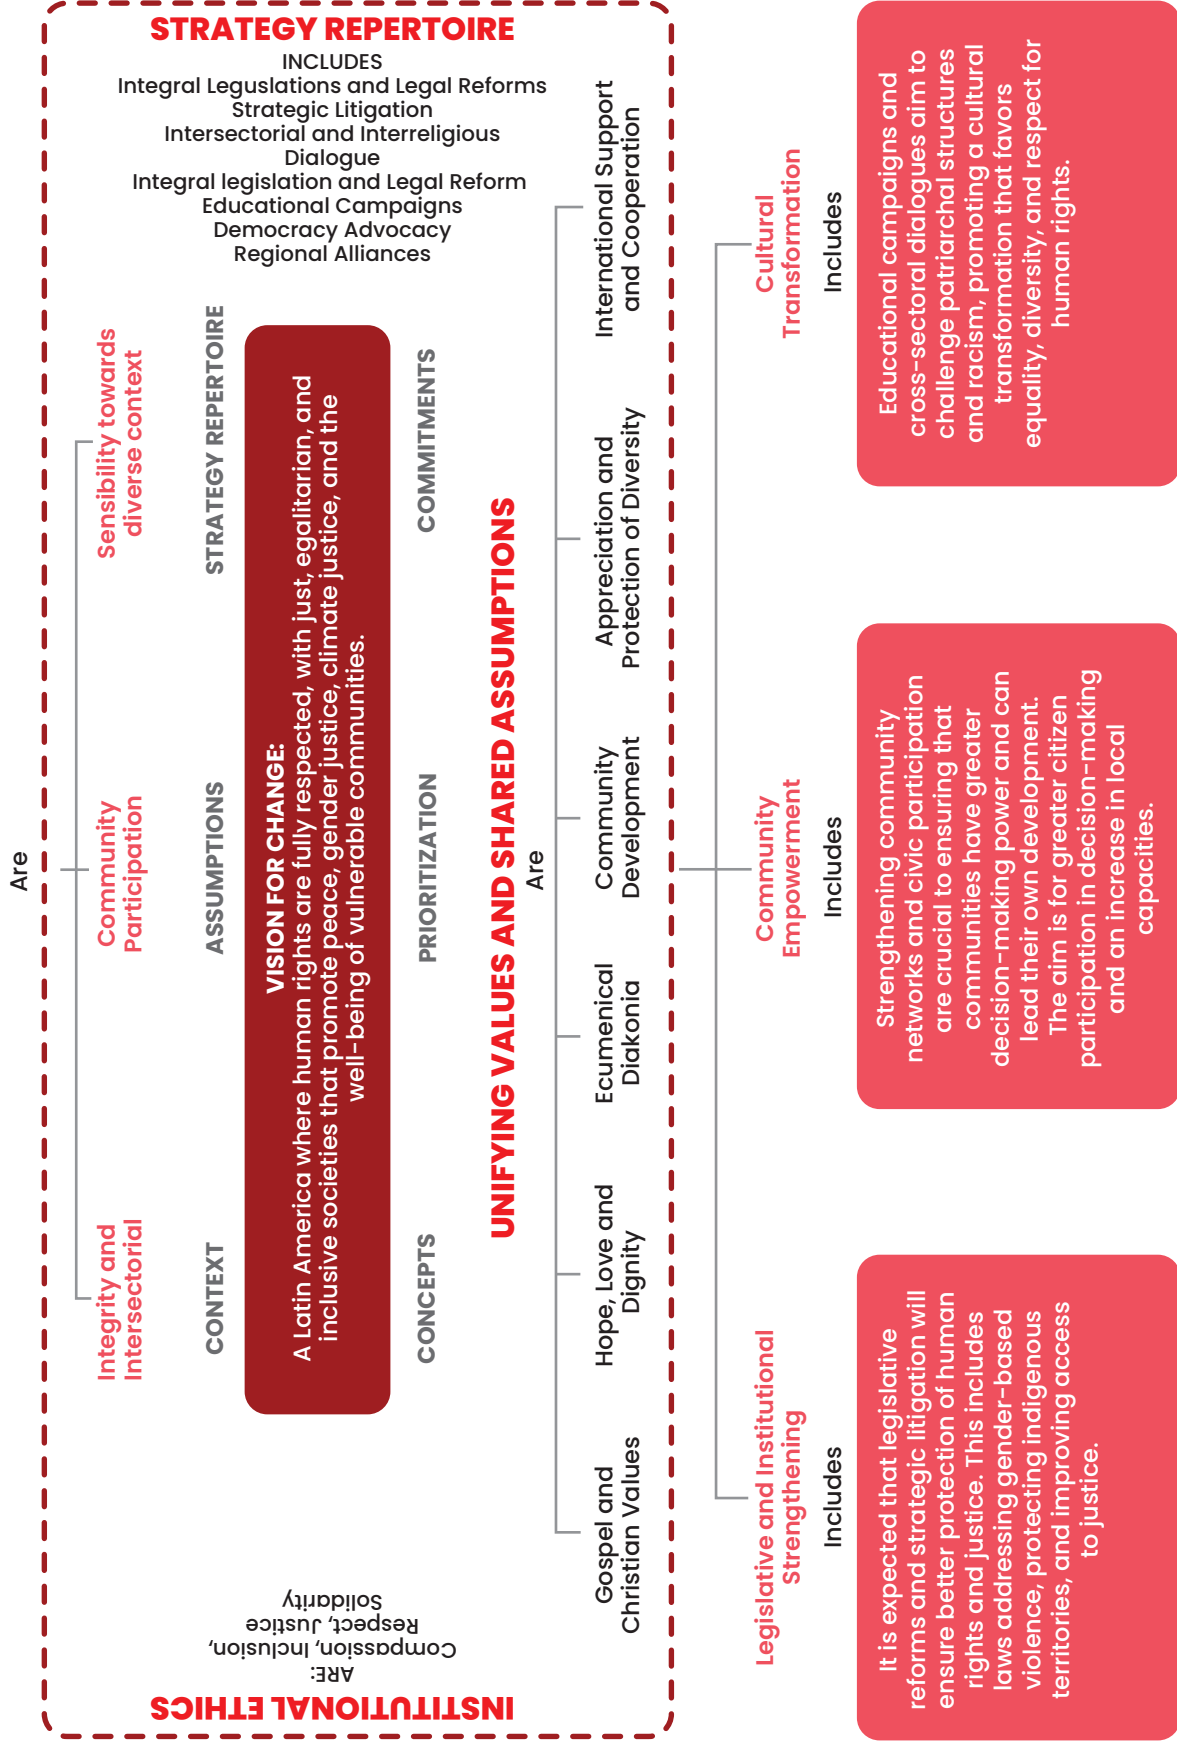 Are
Integrity and
Intersectorial
Community
Participation
Sensibility towards
diverse context
CONTEXT
ASSUMPTIONS
STRATEGY REPERTOIRE
VISION FOR CHANGE:
A Latin America where human rights are fully respected, with just, egalitarian, and
inclusive societies that promote peace, gender justice, climate justice, and the
well-being of vulnerable communities.
CONCEPTS
PRIORITIZATION
COMMITMENTS
INSTITUTIONAL ETHICS
ARE:
Compassion, Inclusion,
Respect, Justice
Solidarity
STRATEGY REPERTOIRE
INCLUDES
Integral Leguslations and Legal Reforms
Strategic Litigation
Intersectorial and Interreligious
Dialogue
Integral legislation and Legal Reform
Educational Campaigns
Democracy Advocacy
Regional Alliances
UNIFYING VALUES AND SHARED ASSUMPTIONS
Are
Gospel and
Christian Values
Hope, Love and
Dignity
Ecumenical
Diakonia
Community
Development
Appreciation and
Protection of Diversity
International Support
and Cooperation
Legislative and Institutional
Strengthening
Includes
It is expected that legislative
reforms and strategic litigation will
ensure better protection of human
rights and justice. This includes
laws addressing gender-based
violence, protecting indigenous
territories, and improving access
to justice.
Community
Empowerment
Includes
Strengthening community
networks and civic participation
are crucial to ensuring that
communities have greater
decision-making power and can
lead their own development.
The aim is for greater citizen
participation in decision-making
and an increase in local
capacities.
Cultural
Transformation
Includes
Educational campaigns and
cross-sectoral dialogues aim to
challenge patriarchal structures
and racism, promoting a cultural
transformation that favors
equality, diversity, and respect for
human rights.